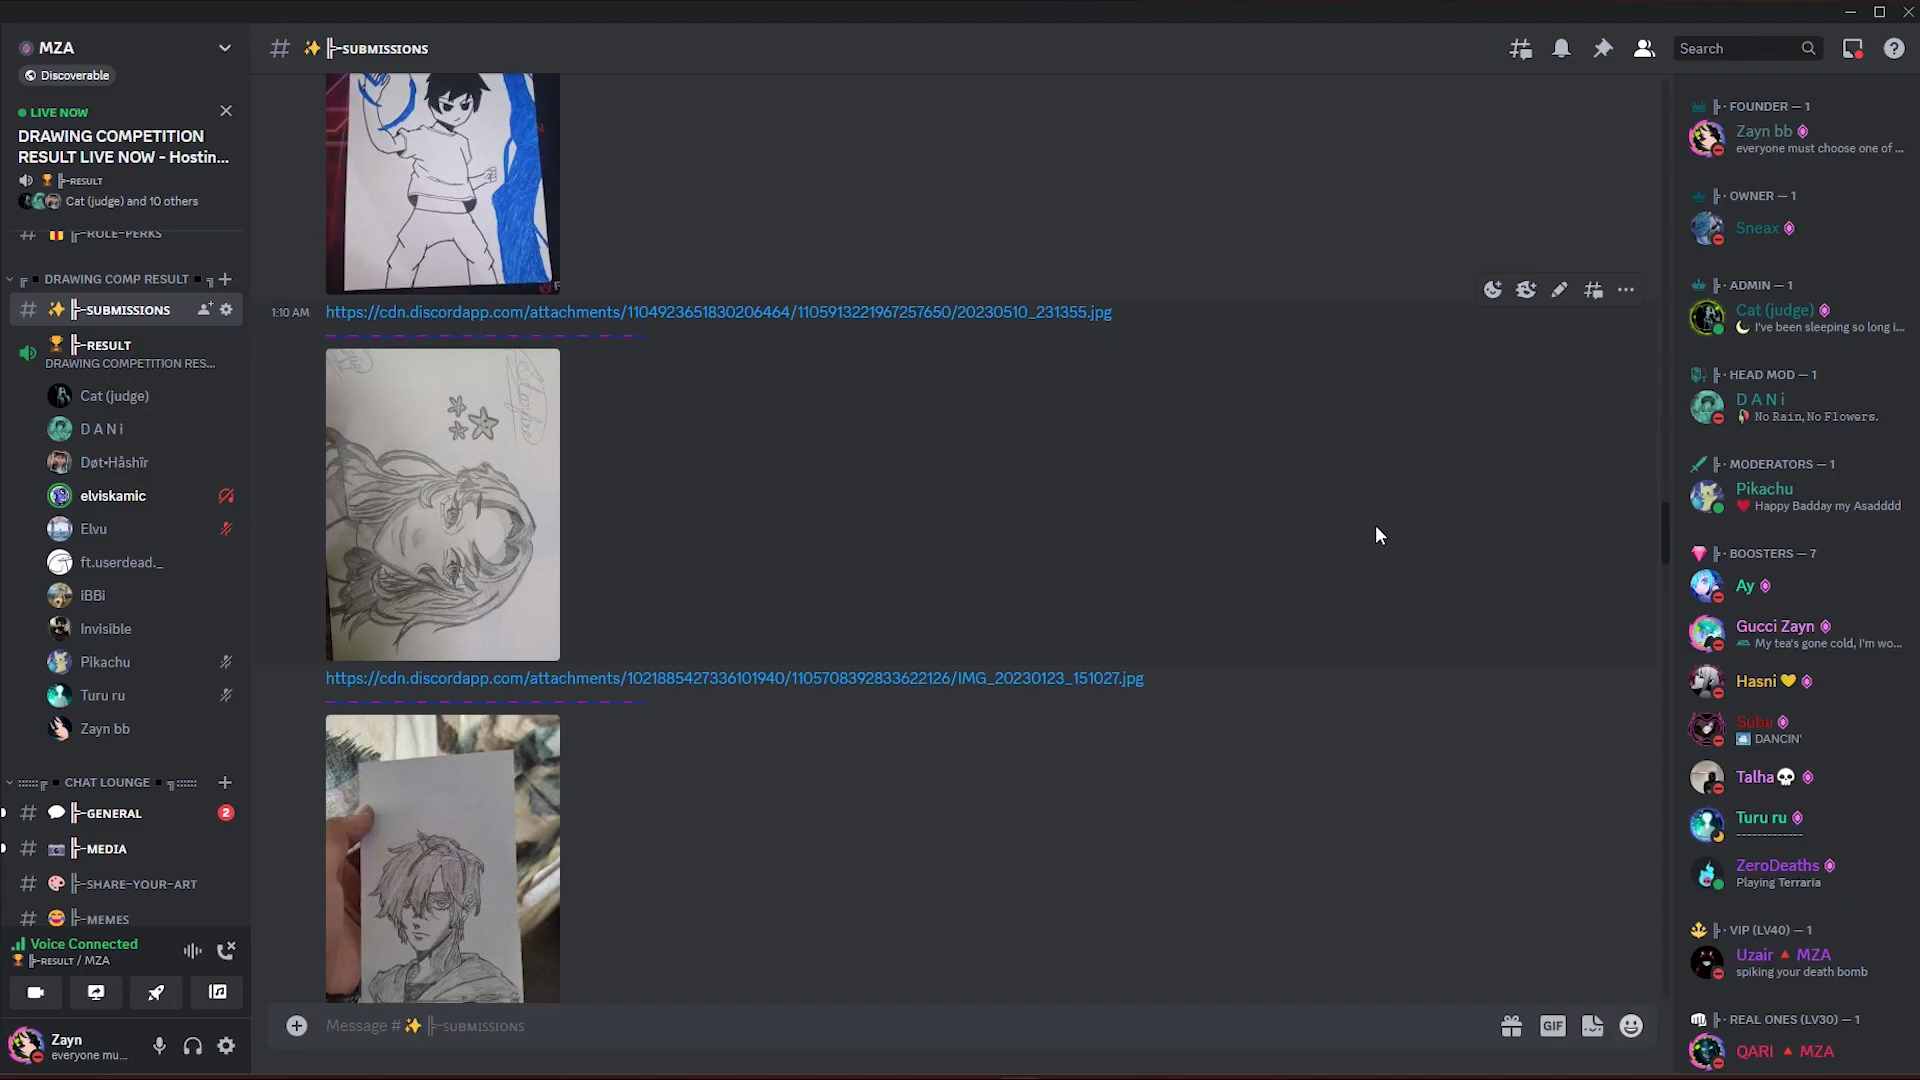 MZA
Discoverable
LIVE NOW
DRAWING COMPETITION
RESULT LIVE NOW - Hostin...
RESULT
Cat (judge) and 10 others
ROLE-PERKS
DRAWING COMP RESULT
SUBMISSIONS
RESULT
DRAWING COMPETITION RES...
Cat (judge)
D A N i
Døt•Håshïr
elviskamic
Elvu
ft.userdead._
iBBi
Invisible
Pikachu
Turu ru
Zayn bb
CHAT LOUNGE
GENERAL
2
MEDIA
SHARE-YOUR-ART
MEMES
Voice Connected
RESULT / MZA
Zayn
everyone mu...
SUBMISSIONS
Search
1:10 AM
https://cdn.discordapp.com/attachments/1104923651830206464/1105913221967257650/20230510_231355.jpg
https://cdn.discordapp.com/attachments/1021885427336101940/1105708392833622126/IMG_20230123_151027.jpg
Message # SUBMISSIONS
GIF
FOUNDER — 1
Zayn bb
everyone must choose one of ...
OWNER — 1
Sneax
ADMIN — 1
Cat (judge)
I've been sleeping so long i...
HEAD MOD — 1
D A N i
No Rain, No Flowers.
MODERATORS — 1
Pikachu
Happy Badday my Asadddd
BOOSTERS — 7
Ay
Gucci Zayn
My tea's gone cold, I'm wo...
Hasni
Subu
DANCIN'
Talha
Turu ru
-------------
ZeroDeaths
Playing Terraria
VIP (LV40) — 1
Uzair MZA
spiking your death bomb
REAL ONES (LV30) — 1
QARI MZA